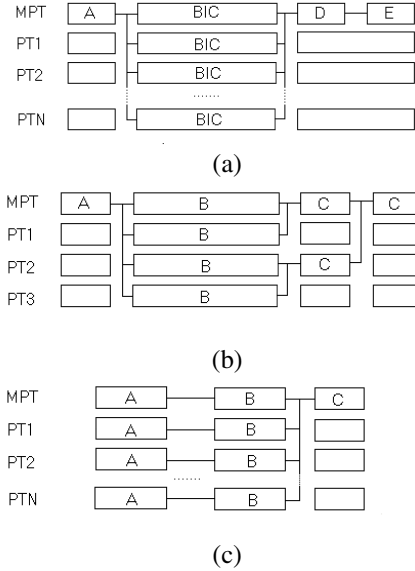 MPT A BIC D E
PT1 BIC
PT2 BIC
.......
PTN BIC
(a)
MPT A B C C
PT1 B
PT2 B C
PT3 B
(b)
MPT A B C
PT1 A B
PT2 A B
.......
PTN A B
(c)